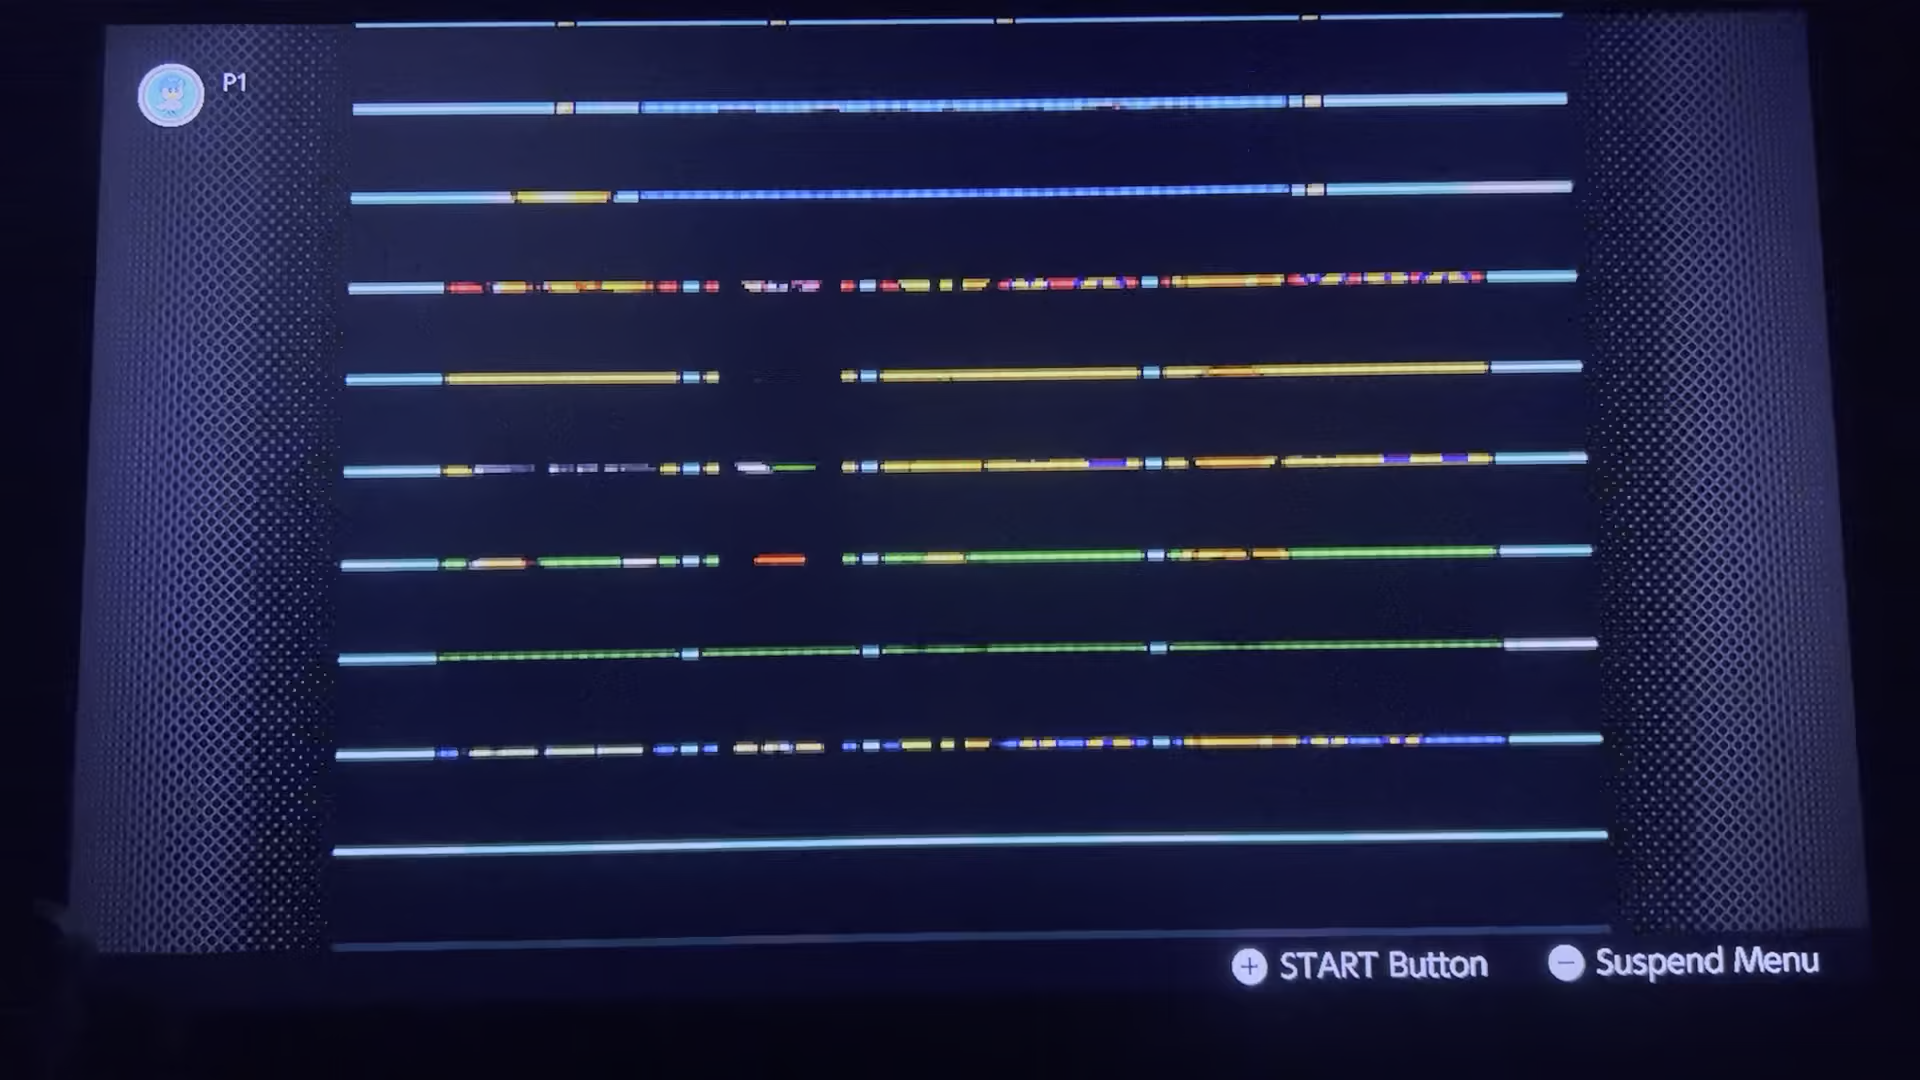 P1
+ START Button
− Suspend Menu